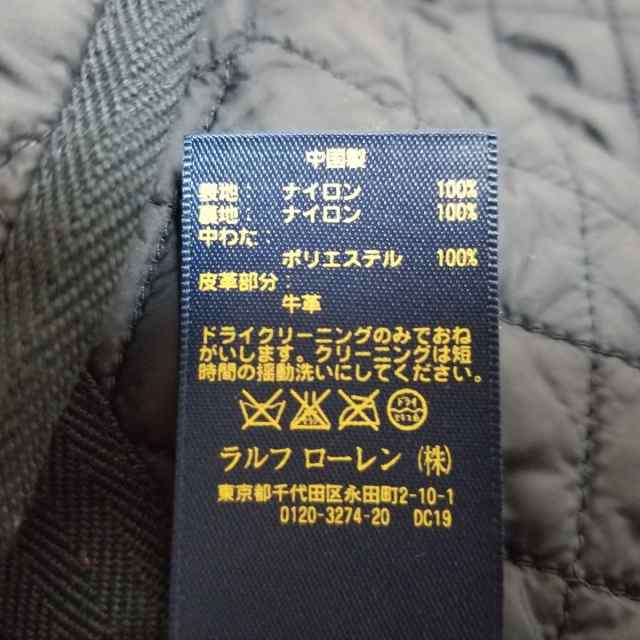 中国製
表地: ナイロン 100%
裏地: ナイロン 100%
中わた:
ポリエステル 100%
皮革部分:
牛革
ドライクリーニングのみでおね
がいします。クリーニングは短
時間の揺動洗いにしてください。
ドライ
ラルフ ローレン (株)
東京都千代田区永田町2-10-1
0120-3274-20 DC19